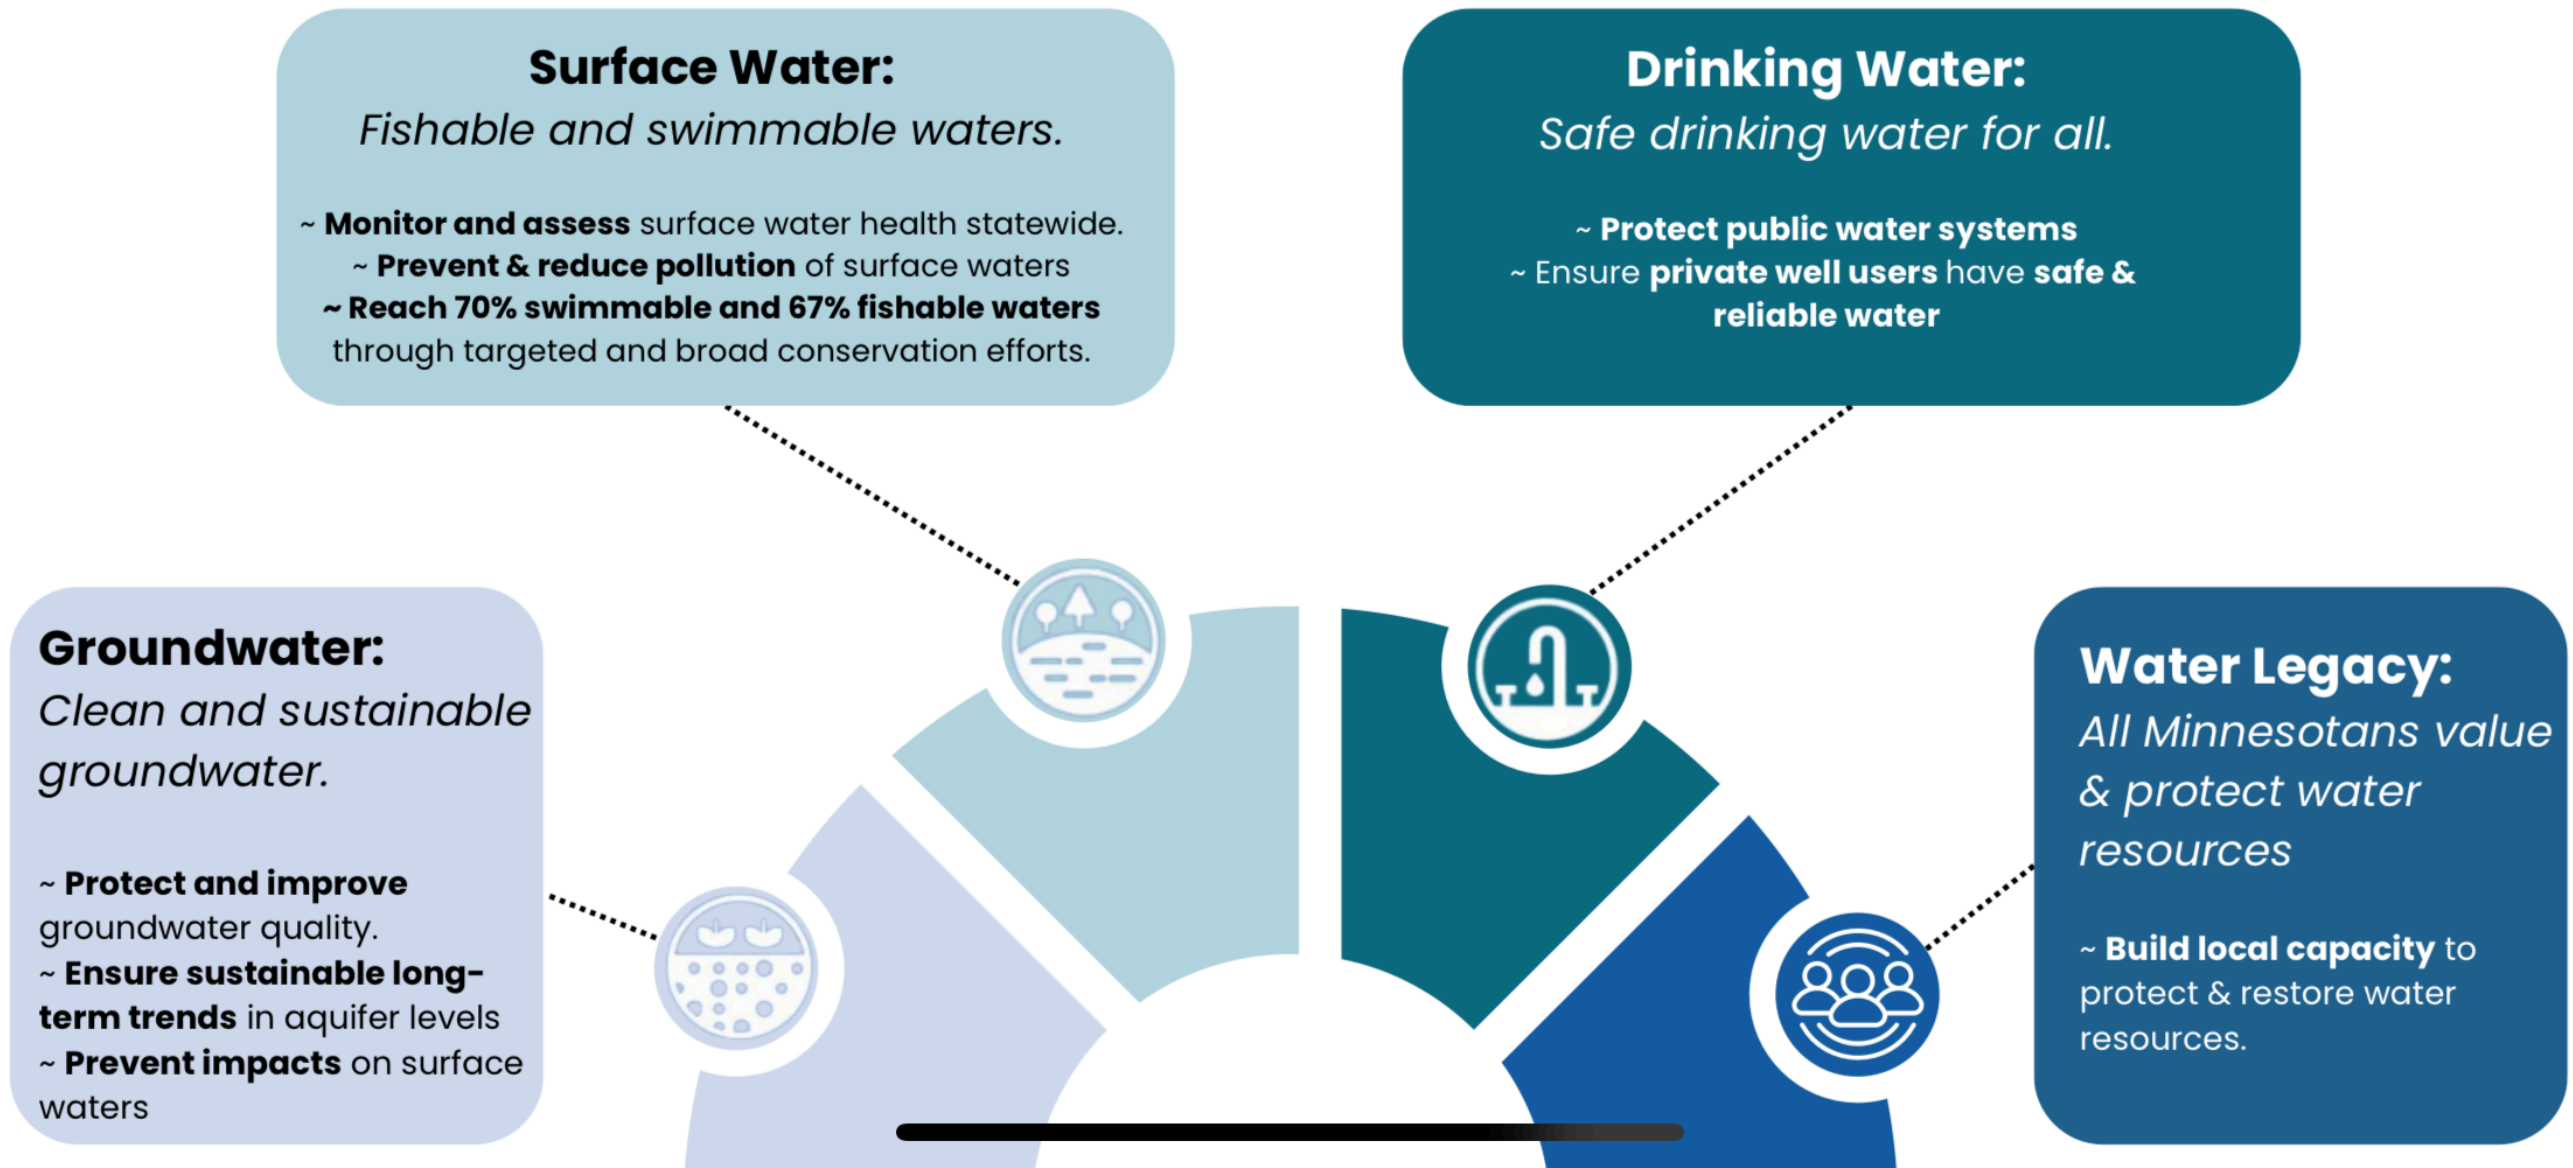 Surface Water:
Fishable and swimmable waters.
~ Monitor and assess surface water health statewide.
~ Prevent & reduce pollution of surface waters
~ Reach 70% swimmable and 67% fishable waters
through targeted and broad conservation efforts.
Drinking Water:
Safe drinking water for all.
~ Protect public water systems
~ Ensure private well users have safe &
reliable water
Groundwater:
Clean and sustainable
groundwater.
~ Protect and improve
groundwater quality.
~ Ensure sustainable long-
term trends in aquifer levels
~ Prevent impacts on surface
waters
Water Legacy:
All Minnesotans value
& protect water
resources
~ Build local capacity to
protect & restore water
resources.